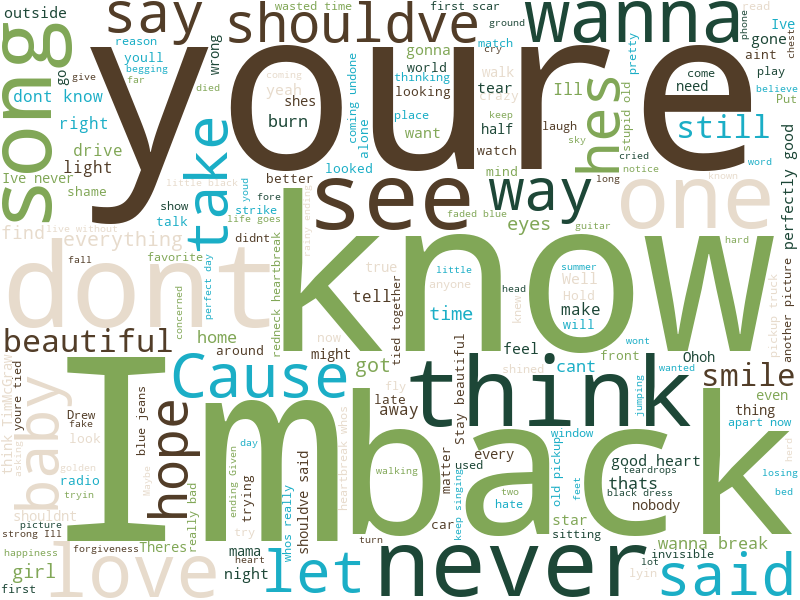 outside say shouldve wasted time first scar wanna Ive read
song youre reason youll begging far give go wrong ground phone gone chest
dont know yeah coming shes burn died coming undone gonna world thinking looking match cry walk crazy tear Ill hes pretty stupid old aint come need play believe Put
right drive light take place alone want half keep watch laugh sky cried notice still word perfectly good
Ive never shame little black better looked mind see way long one known
show talk youd strike fore life goes rainy ending faded blue eyes guitar
find live without everything didnt favorite fall dont perfect day concerned redneck heartbreak know hard
true tell tied together little anyone time head knew summer Well Hold make will pickup truck another picture
beautiful home around now might got feel front wont Ohoh
think TimMcGraw youre tied baby Cause fly late away Stay beautiful think shined cant wanted jumping smile even thing apart now
Drew fake look blue jeans hope heartbreak whos every window good heart teardrops
golden radio asking tryin Maybe day ending Given trying whos really shouldve said m back walking matter used two hate keep singing old pickup feet thats black dress nobody herd losing bed
I shouldnt really bad try car star sitting
picture strong Ill forgiveness Theres mama turn never invisible wanna break
happiness girl first love heart night let lot lyin said